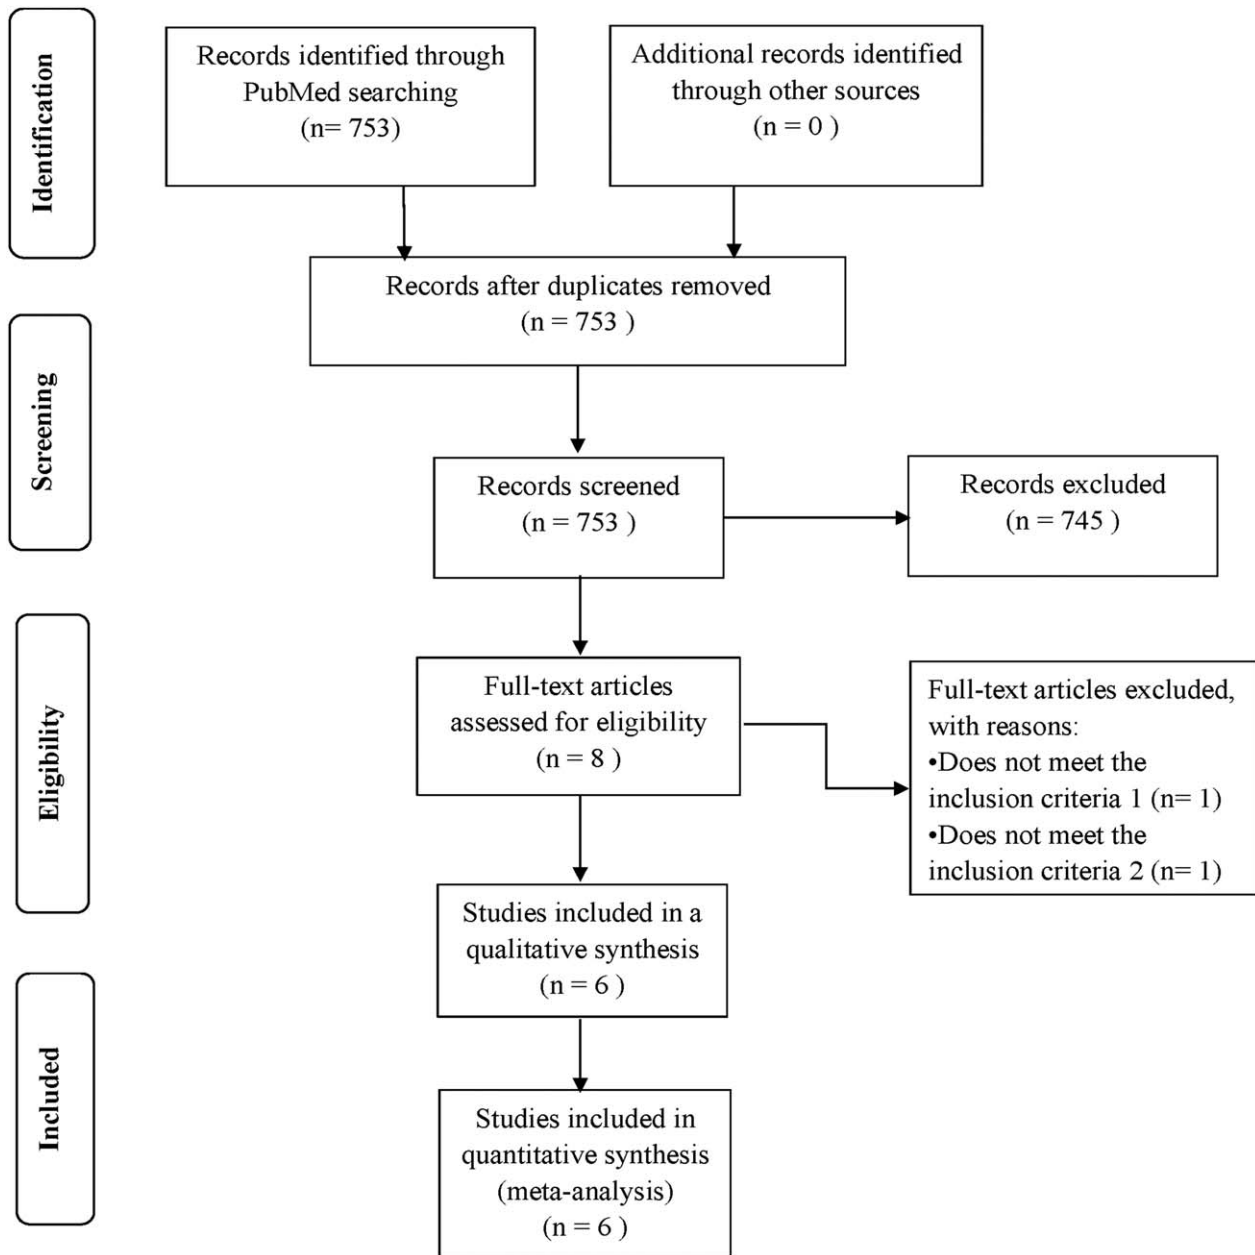 Identification
Records identified through
PubMed searching
(n= 753)
Additional records identified
through other sources
(n = 0 )
Records after duplicates removed
(n = 753 )
Screening
Records screened
(n = 753 )
Records excluded
(n = 745 )
Eligibility
Full-text articles
assessed for eligibility
(n = 8 )
Full-text articles excluded,
with reasons:
•Does not meet the
inclusion criteria 1 (n= 1)
•Does not meet the
inclusion criteria 2 (n= 1)
Studies included in a
qualitative synthesis
(n = 6 )
Included
Studies included in
quantitative synthesis
(meta-analysis)
(n = 6 )